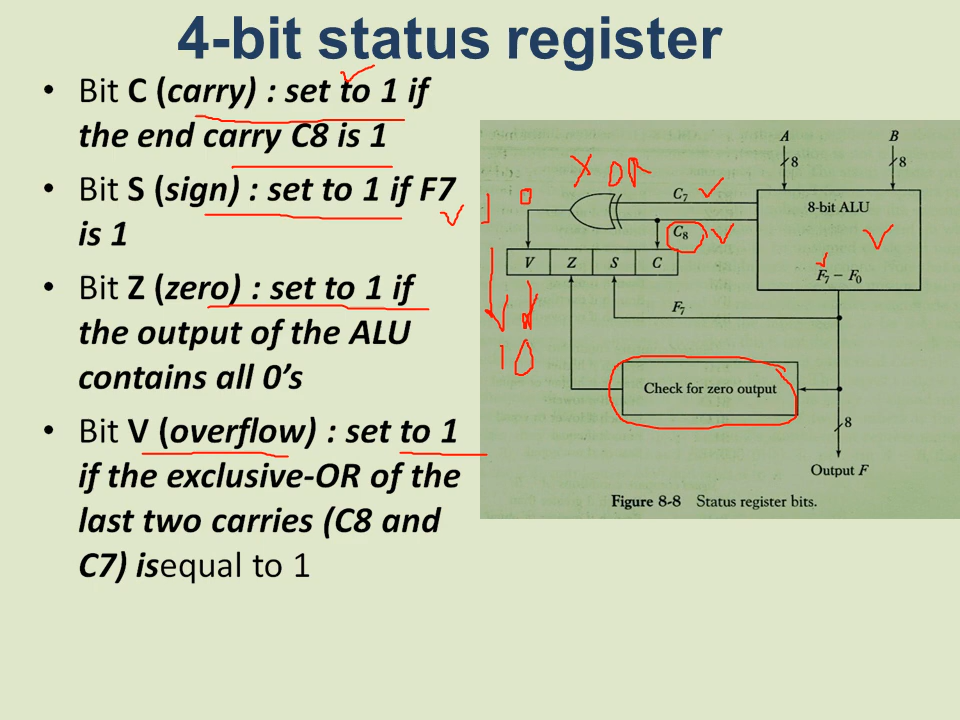 4-bit status register
• Bit C (carry) : set to 1 if
the end carry C8 is 1
• Bit S (sign) : set to 1 if F7
is 1
• Bit Z (zero) : set to 1 if
the output of the ALU
contains all 0's
• Bit V (overflow) : set to 1
if the exclusive-OR of the
last two carries (C8 and
C7) isequal to 1
A B
8 8
XOR
C7
8-bit ALU
1 0
C8
V Z S C
F7 – F0
F7
1 0
Check for zero output
8
Output F
Figure 8-8 Status register bits.